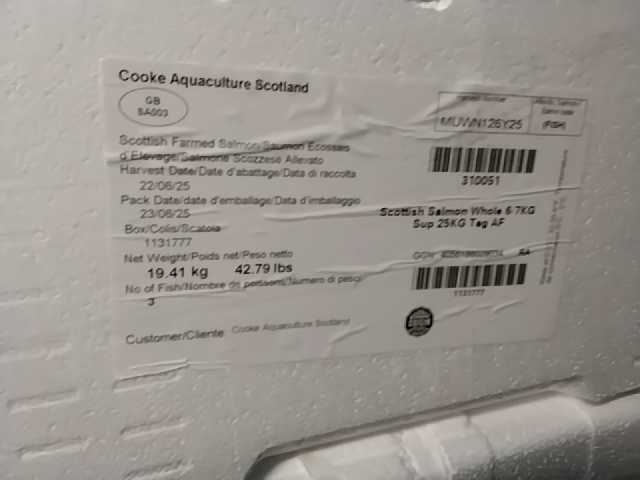 Cooke Aquaculture Scotland
GB
SA003
Harvest Number
MUWN126Y25
(FISH)
Scottish Farmed Salmon/Saumon Ecossais
d'Elevage/Salmone Scozzese Allevato
Harvest Date/Date d'abattage/Data di raccolta
22/06/25
310051
Pack Date/date d'emballage/Data d'imballaggio
23/06/25
Scottish Salmon Whole 6-7KG
Sup 25KG Tag AF
Box/Colis/Scatola
1131777
Net Weight/Poids net/Peso netto
19.41 kg 42.79 lbs
GGN
No of Fish/Nombre de poissons/Numero di pesci
3
1131777
Customer/Cliente: Cooke Aquaculture Scotland